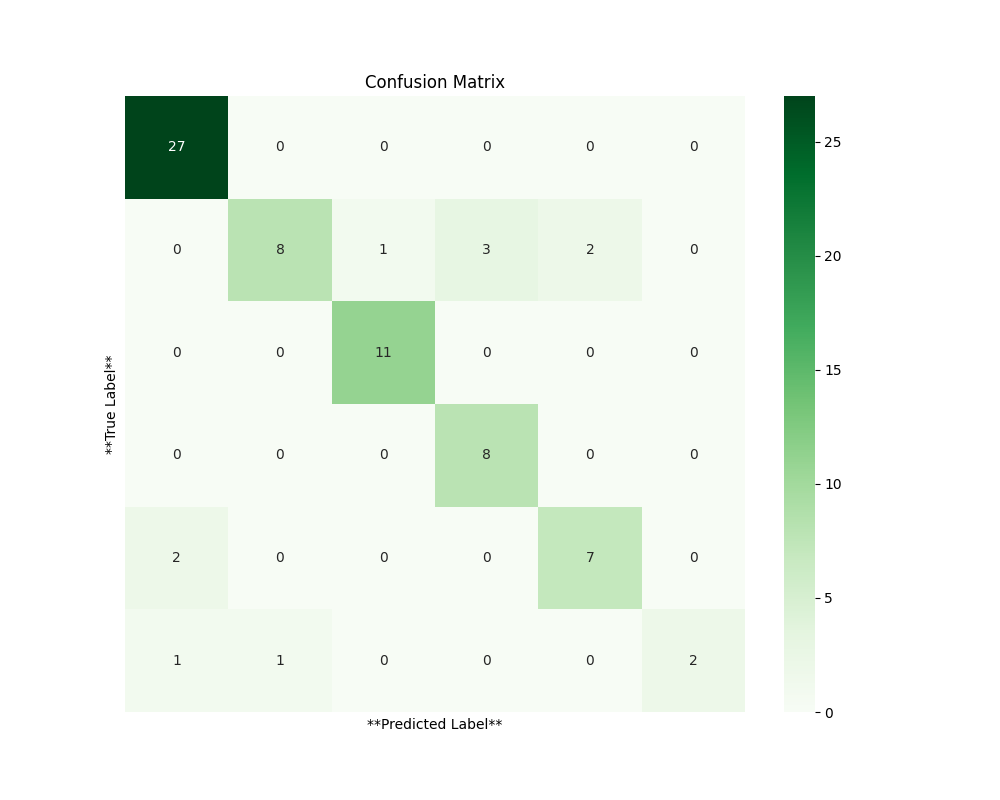 Confusion Matrix
27 0 0 0 0 0
0 8 1 3 2 0
0 0 11 0 0 0
0 0 0 8 0 0
2 0 0 0 7 0
1 1 0 0 0 2
**True Label**
**Predicted Label**
25
20
15
10
5
0